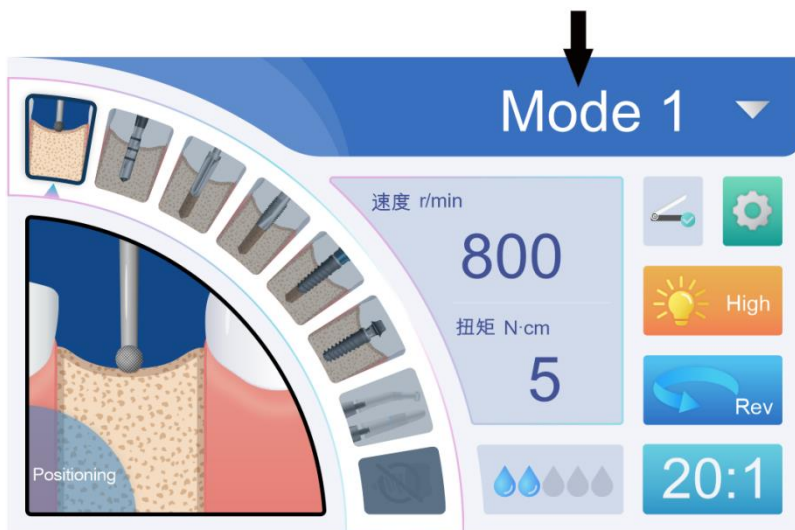 Mode 1
速度 r/min
800
扭矩 N·cm
5
High
Rev
20:1
Positioning